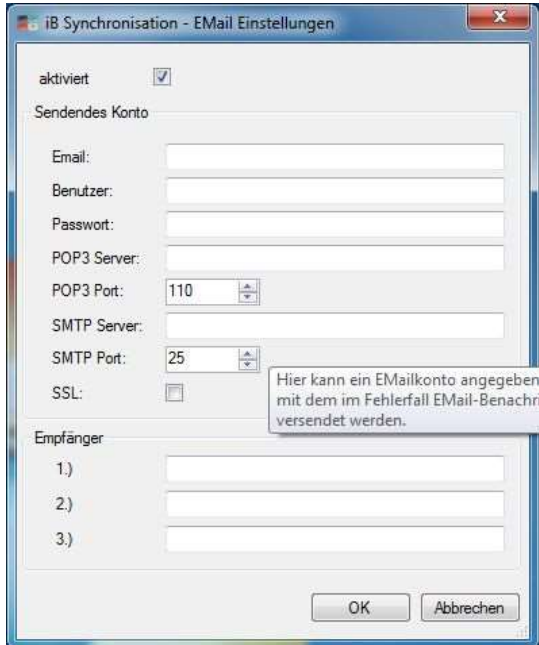 iB Synchronisation - EMail Einstellungen
aktiviert
Sendendes Konto
Email:
Benutzer:
Passwort:
POP3 Server:
POP3 Port: 110
SMTP Server:
SMTP Port: 25
SSL:
Hier kann ein EMailkonto angegeben
mit dem im Fehlerfall EMail-Benachri
versendet werden.
Empfänger
1.)
2.)
3.)
OK Abbrechen